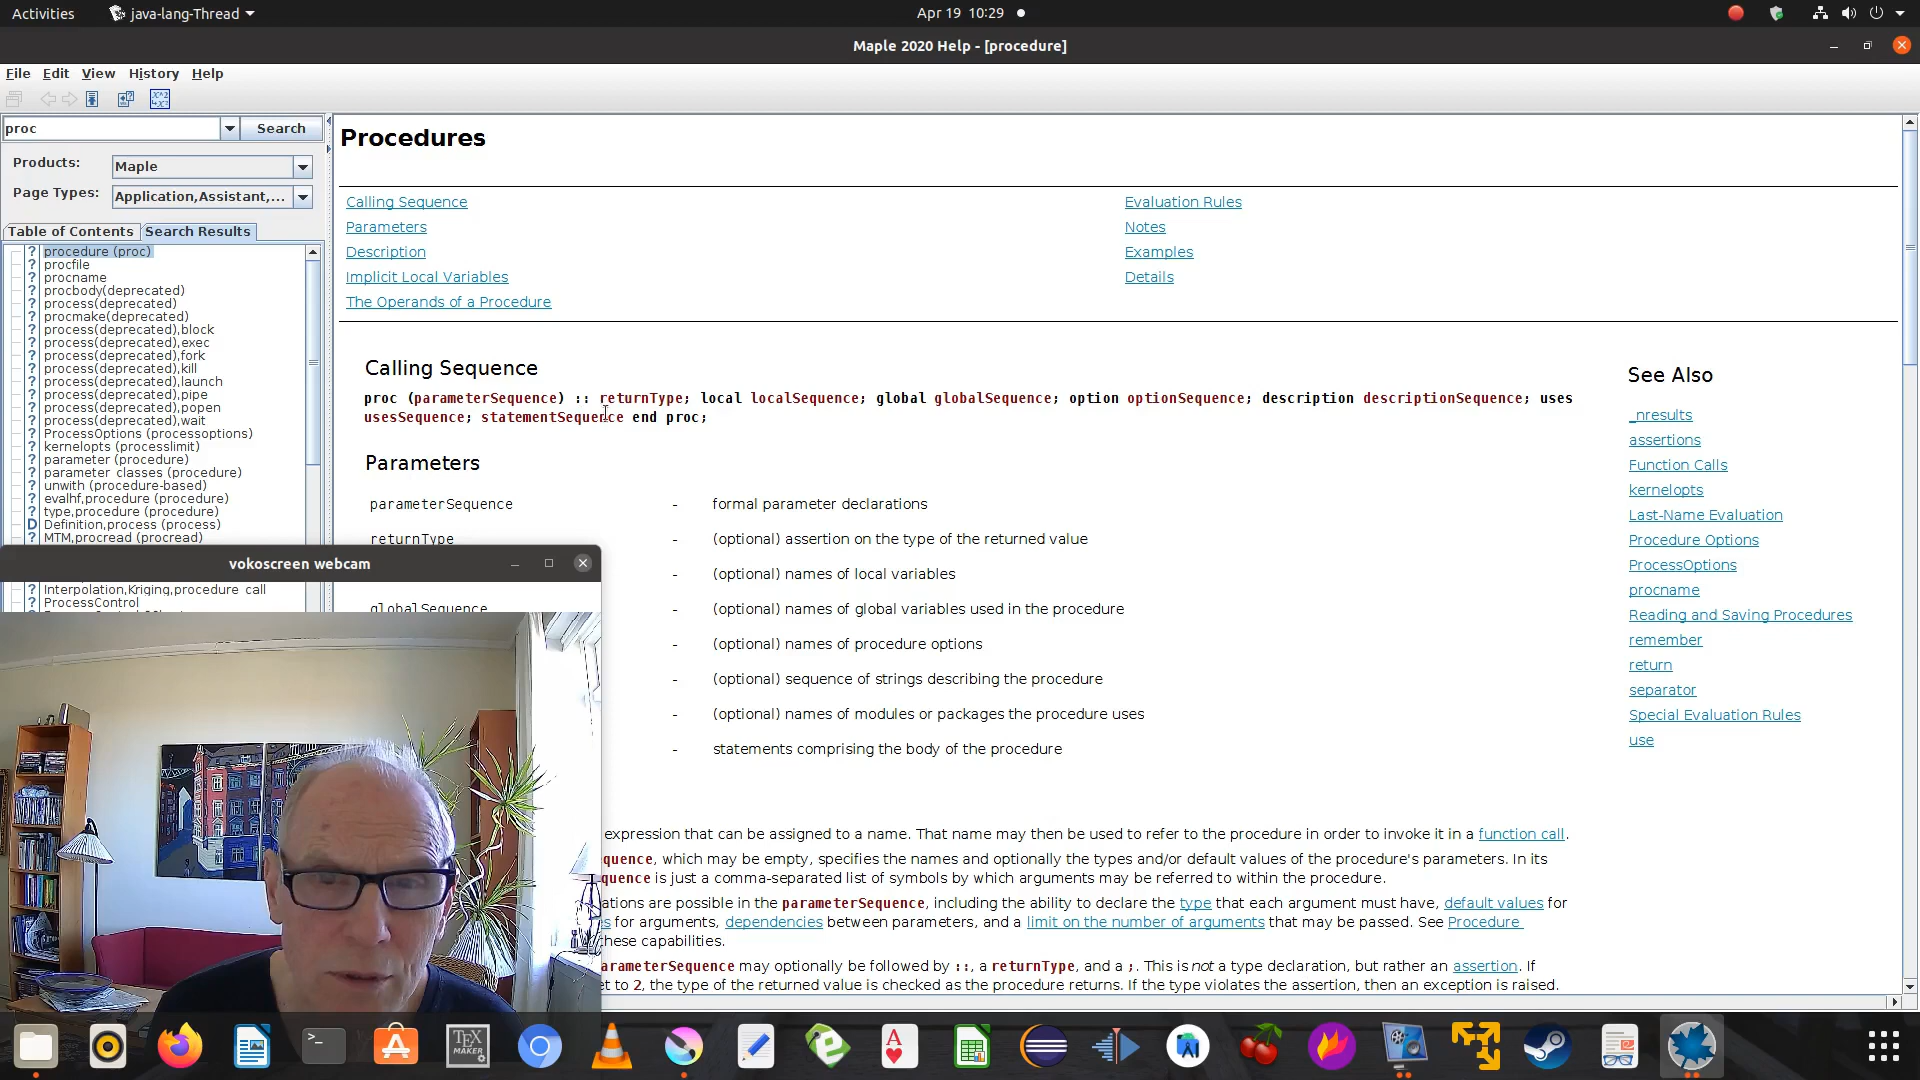 Activities
java-lang-Thread
Apr 19 10:29
Maple 2020 Help - [procedure]
File Edit View History Help
proc
Search
Products:
Maple
Page Types:
Application,Assistant,...
Table of Contents
Search Results
procedure (proc)
procfile
procname
procbody(deprecated)
process(deprecated)
procmake(deprecated)
process(deprecated),block
process(deprecated),exec
process(deprecated),fork
process(deprecated),kill
process(deprecated),launch
process(deprecated),pipe
process(deprecated),popen
process(deprecated),wait
ProcessOptions (processoptions)
kernelopts (processlimit)
parameter (procedure)
parameter_classes (procedure)
unwith (procedure-based)
evalhf,procedure (procedure)
type,procedure (procedure)
Definition,process (process)
MTM,procread (procread)
vokoscreen webcam
Interpolation,Kriging,procedure_call
ProcessControl
Procedures
Calling Sequence
Parameters
Description
Implicit Local Variables
The Operands of a Procedure
Evaluation Rules
Notes
Examples
Details
Calling Sequence
proc (parameterSequence) :: returnType; local localSequence; global globalSequence; option optionSequence; description descriptionSequence; uses
usesSequence; statementSequence end proc;
Parameters
parameterSequence - formal parameter declarations
returnType - (optional) assertion on the type of the returned value
- (optional) names of local variables
globalSequence - (optional) names of global variables used in the procedure
- (optional) names of procedure options
- (optional) sequence of strings describing the procedure
- (optional) names of modules or packages the procedure uses
- statements comprising the body of the procedure
expression that can be assigned to a name. That name may then be used to refer to the procedure in order to invoke it in a function call.
equence, which may be empty, specifies the names and optionally the types and/or default values of the procedure's parameters. In its
quence is just a comma-separated list of symbols by which arguments may be referred to within the procedure.
ations are possible in the parameterSequence, including the ability to declare the type that each argument must have, default values for
s for arguments, dependencies between parameters, and a limit on the number of arguments that may be passed. See Procedure
these capabilities.
arameterSequence may optionally be followed by ::, a returnType, and a ;. This is not a type declaration, but rather an assertion. If
et to 2, the type of the returned value is checked as the procedure returns. If the type violates the assertion, then an exception is raised.
See Also
_nresults
assertions
Function Calls
kernelopts
Last-Name Evaluation
Procedure Options
ProcessOptions
procname
Reading and Saving Procedures
remember
return
separator
Special Evaluation Rules
use
TEX
MAKER